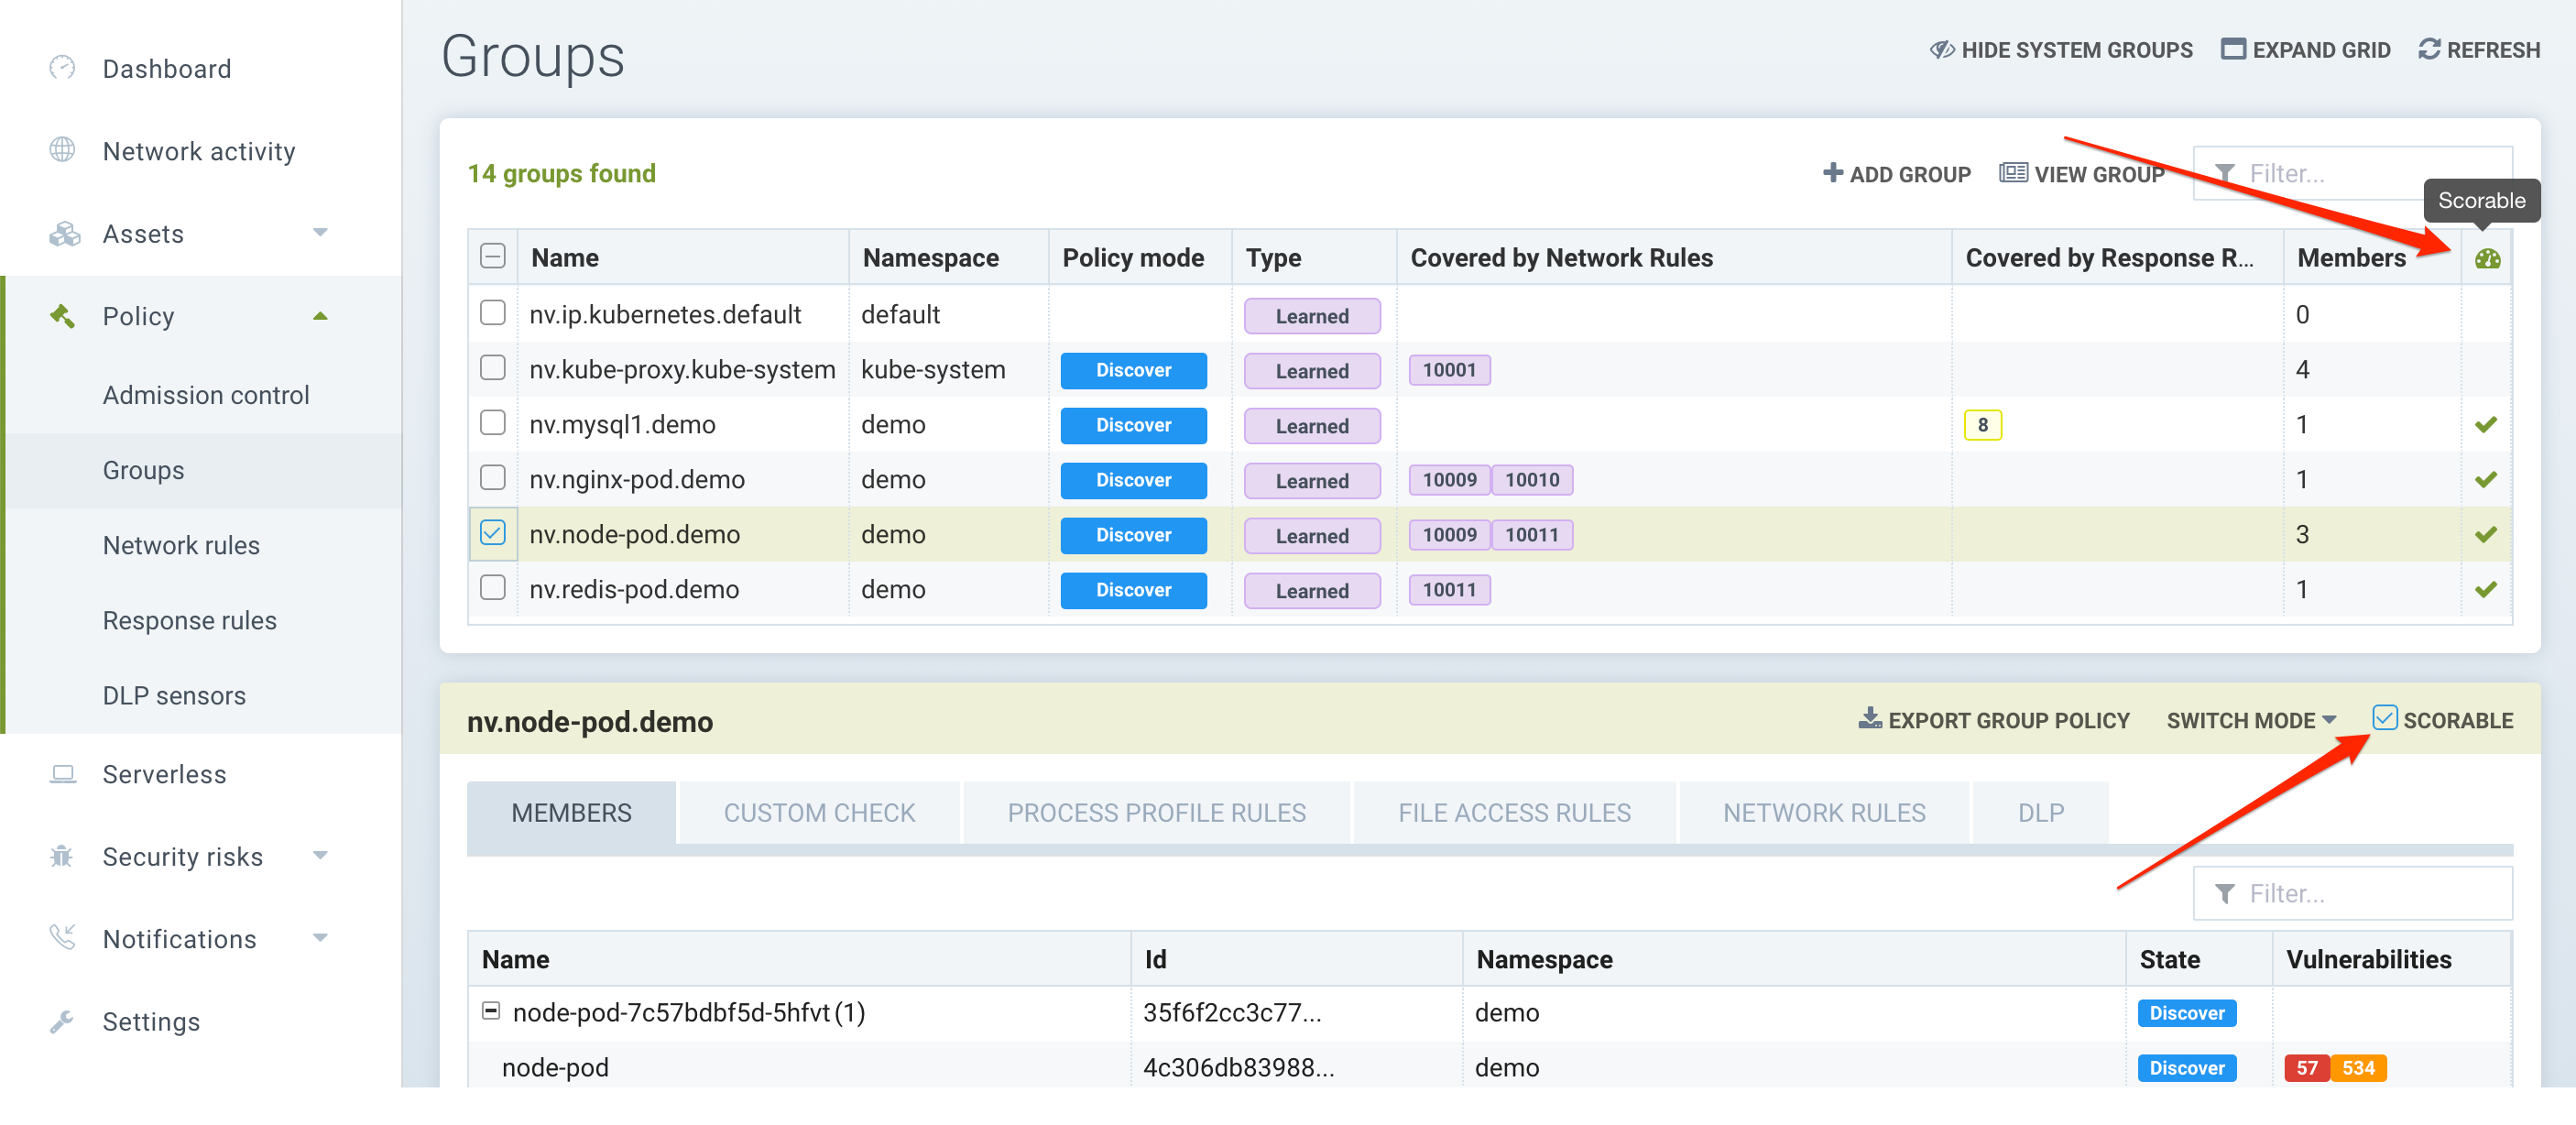 Dashboard
Network activity
Assets
Policy
Admission control
Groups
Network rules
Response rules
DLP sensors
Serverless
Security risks
Notifications
Settings
Groups
HIDE SYSTEM GROUPS EXPAND GRID REFRESH
14 groups found
ADD GROUP VIEW GROUP Filter...
Scorable
Name Namespace Policy mode Type Covered by Network Rules Covered by Response R... Members
nv.ip.kubernetes.default default Learned 0
nv.kube-proxy.kube-system kube-system Discover Learned 10001 4
nv.mysql1.demo demo Discover Learned 8 1
nv.nginx-pod.demo demo Discover Learned 10009 10010 1
nv.node-pod.demo demo Discover Learned 10009 10011 3
nv.redis-pod.demo demo Discover Learned 10011 1
nv.node-pod.demo EXPORT GROUP POLICY SWITCH MODE SCORABLE
MEMBERS CUSTOM CHECK PROCESS PROFILE RULES FILE ACCESS RULES NETWORK RULES DLP
Filter...
Name Id Namespace State Vulnerabilities
node-pod-7c57bdbf5d-5hfvt (1) 35f6f2cc3c77... demo Discover
node-pod 4c306db83988... demo Discover 57 534